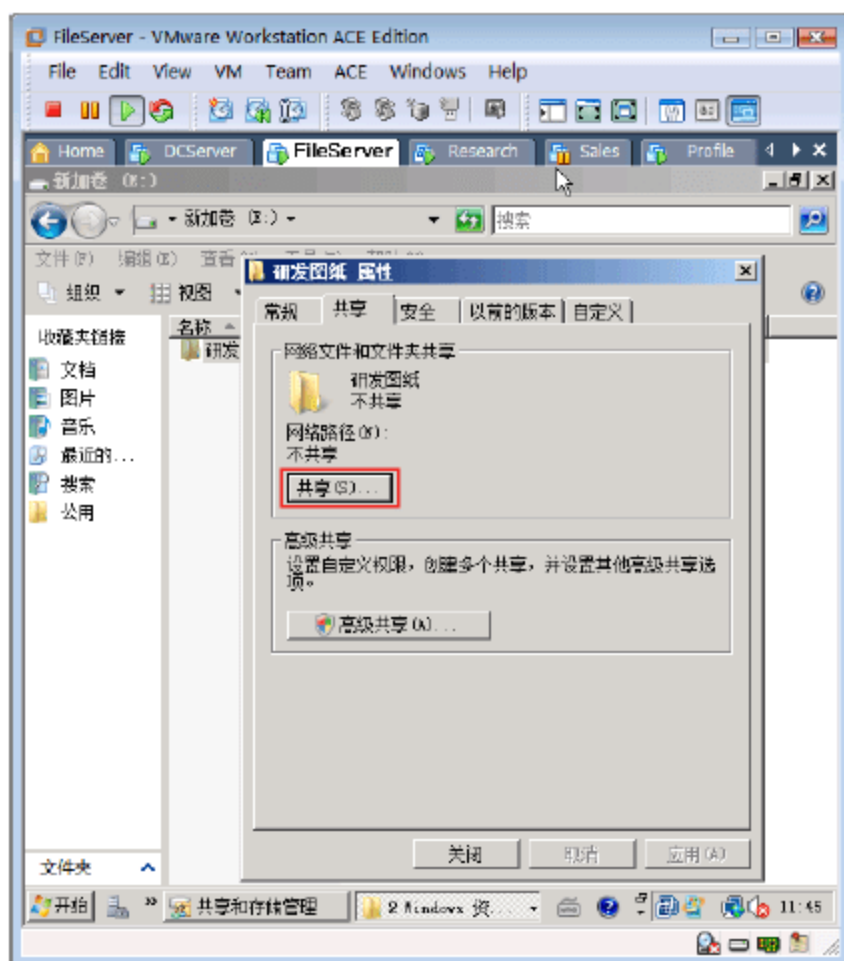 FileServer - VMware Workstation ACE Edition
File Edit View VM Team ACE Windows Help
Home DCServer FileServer Research Sales Profile
新加卷 (E:)
新加卷 (E:) 搜索
文件(F) 编辑(E) 查看
组织 视图
研发图纸 属性
常规 共享 安全 以前的版本 自定义
收藏夹链接
文档
图片
音乐
最近的...
搜索
公用
名称
研发
网络文件和文件夹共享
研发图纸
不共享
网络路径(N):
不共享
共享(S)...
高级共享
设置自定义权限，创建多个共享，并设置其他高级共享选
项。
高级共享(A)...
关闭 取消 应用(A)
文件夹
开始 » 共享和存储管理 2 Windows 资... 11:45